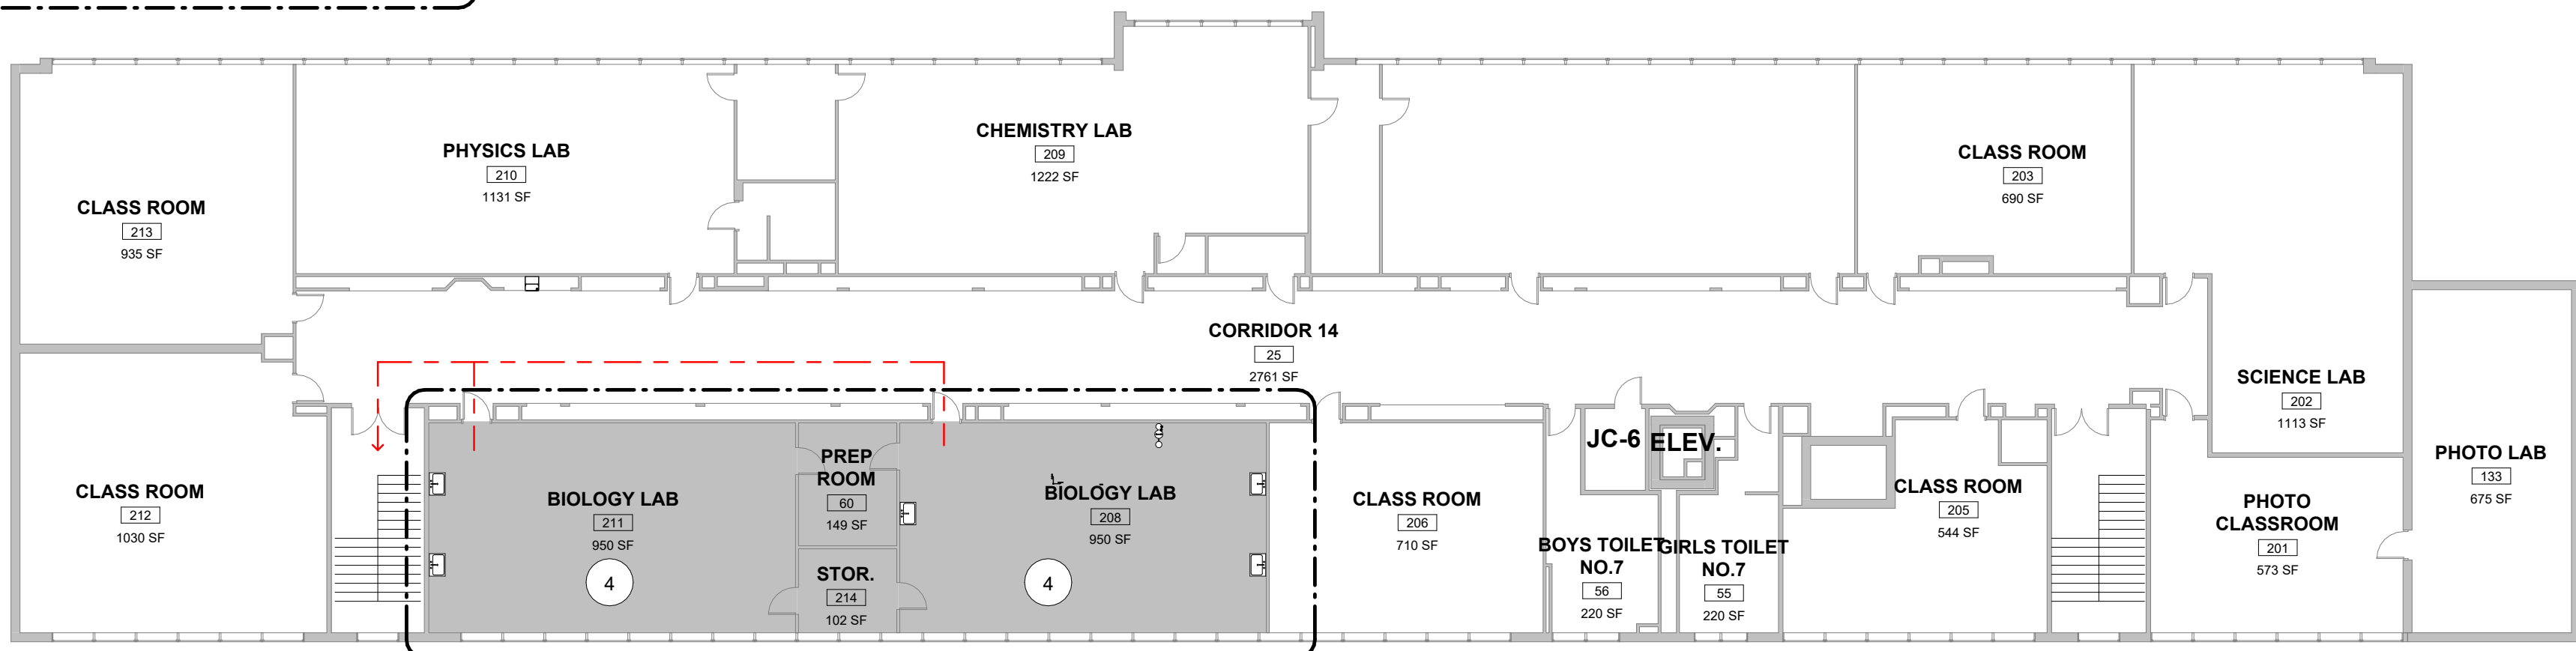 CLASS ROOM
213
935 SF
PHYSICS LAB
210
1131 SF
CHEMISTRY LAB
209
1222 SF
CLASS ROOM
203
690 SF
CORRIDOR 14
25
2761 SF
SCIENCE LAB
202
1113 SF
PHOTO LAB
133
675 SF
CLASS ROOM
212
1030 SF
BIOLOGY LAB
211
950 SF
4
PREP
ROOM
60
149 SF
STOR.
214
102 SF
BIOLOGY LAB
208
950 SF
4
CLASS ROOM
206
710 SF
JC-6
ELEV.
BOYS TOILET
NO.7
56
220 SF
GIRLS TOILET
NO.7
55
220 SF
CLASS ROOM
205
544 SF
PHOTO
CLASSROOM
201
573 SF